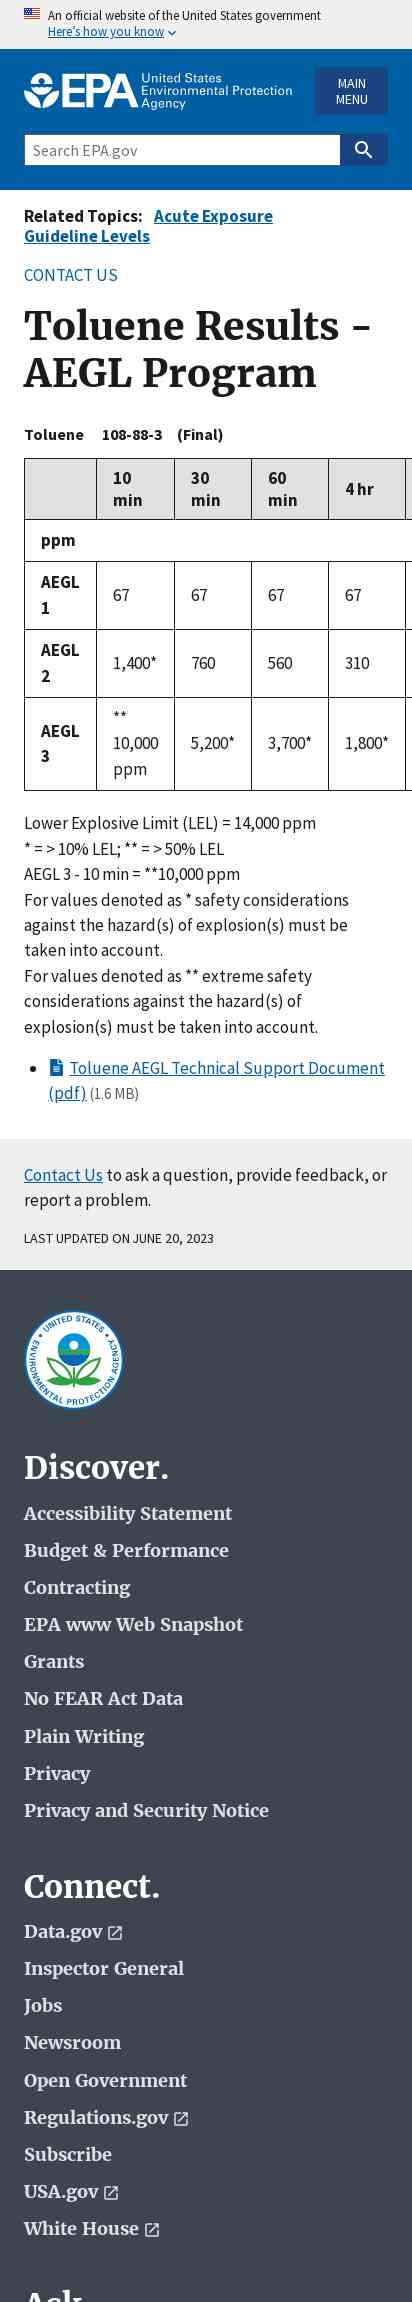 An official website of the United States government
Here's how you know
EPA United States
Environmental Protection
Agency
MAIN
MENU
Search EPA.gov
Related Topics: Acute Exposure
Guideline Levels
CONTACT US
Toluene Results -
AEGL Program
Toluene 108-88-3 (Final)
10 min 30 min 60 min 4 hr
ppm
AEGL 1 67 67 67 67
AEGL 2 1,400* 760 560 310
AEGL 3 ** 10,000 ppm 5,200* 3,700* 1,800*
Lower Explosive Limit (LEL) = 14,000 ppm
* = > 10% LEL; ** = > 50% LEL
AEGL 3 - 10 min = **10,000 ppm
For values denoted as * safety considerations
against the hazard(s) of explosion(s) must be
taken into account.
For values denoted as ** extreme safety
considerations against the hazard(s) of
explosion(s) must be taken into account.
Toluene AEGL Technical Support Document
(pdf) (1.6 MB)
Contact Us to ask a question, provide feedback, or
report a problem.
LAST UPDATED ON JUNE 20, 2023
UNITED STATES
ENVIRONMENTAL PROTECTION AGENCY
Discover.
Accessibility Statement
Budget & Performance
Contracting
EPA www Web Snapshot
Grants
No FEAR Act Data
Plain Writing
Privacy
Privacy and Security Notice
Connect.
Data.gov
Inspector General
Jobs
Newsroom
Open Government
Regulations.gov
Subscribe
USA.gov
White House
Ask.